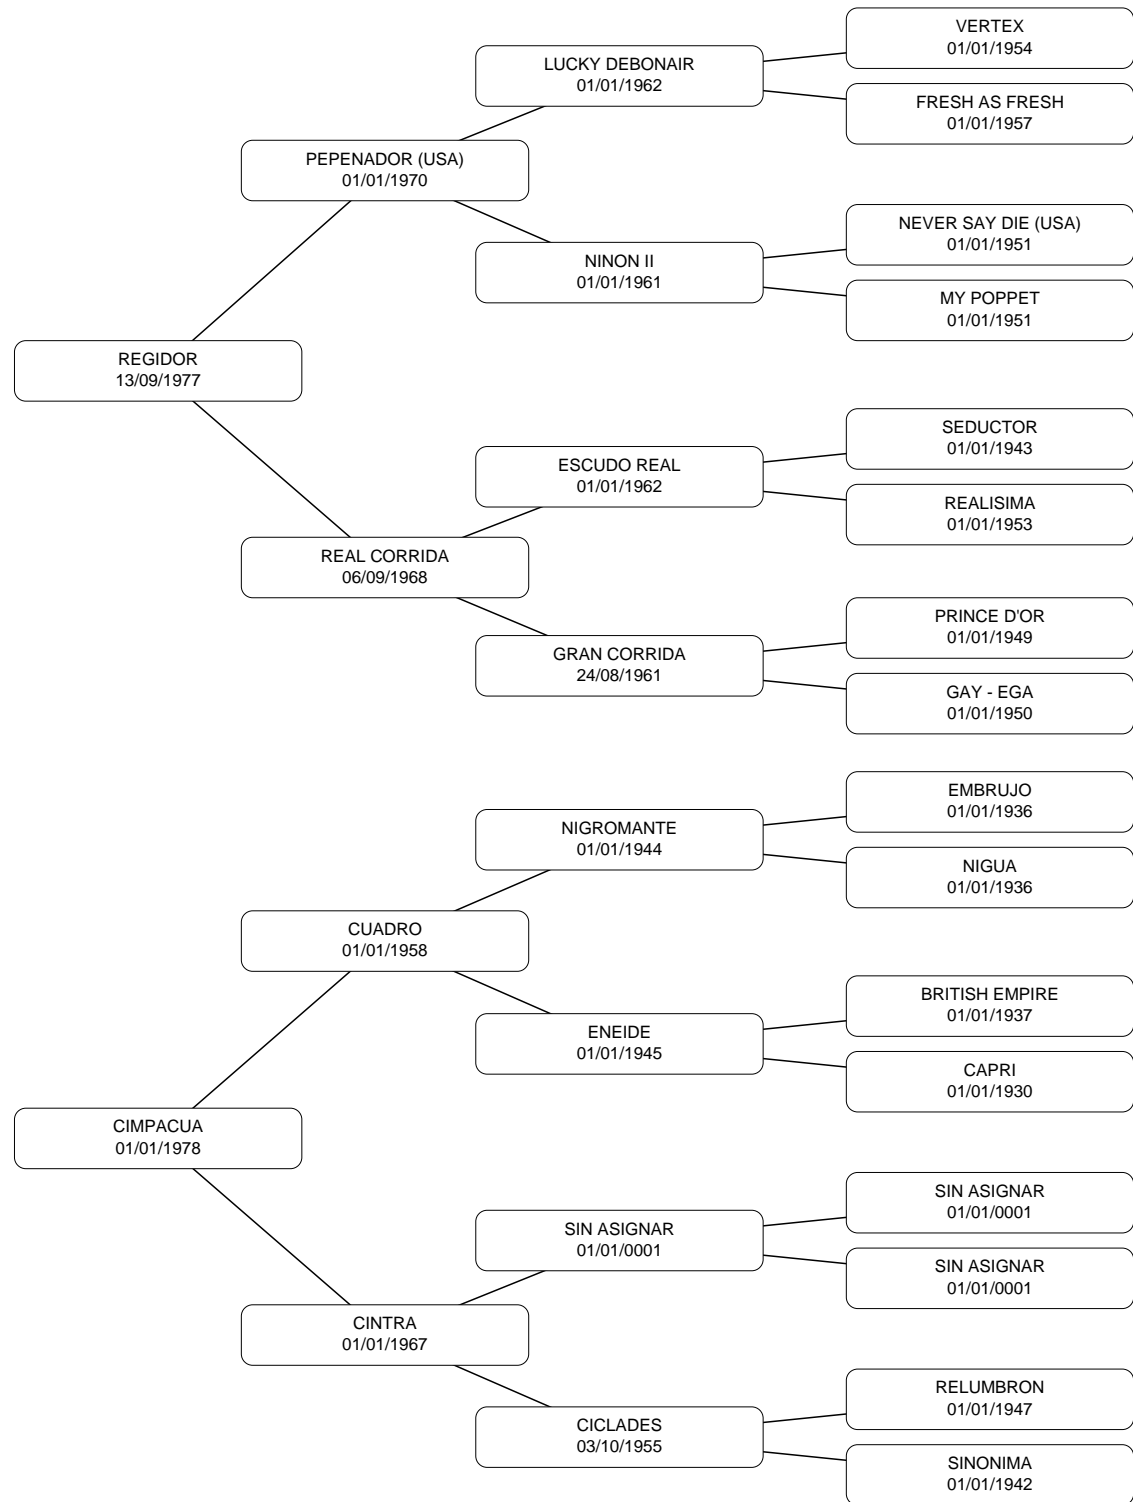 VERTEX
01/01/1954
LUCKY DEBONAIR
01/01/1962
FRESH AS FRESH
01/01/1957
PEPENADOR (USA)
01/01/1970
NEVER SAY DIE (USA)
01/01/1951
NINON II
01/01/1961
MY POPPET
01/01/1951
REGIDOR
13/09/1977
SEDUCTOR
01/01/1943
ESCUDO REAL
01/01/1962
REALISIMA
01/01/1953
REAL CORRIDA
06/09/1968
PRINCE D'OR
01/01/1949
GRAN CORRIDA
24/08/1961
GAY - EGA
01/01/1950
EMBRUJO
01/01/1936
NIGROMANTE
01/01/1944
NIGUA
01/01/1936
CUADRO
01/01/1958
BRITISH EMPIRE
01/01/1937
ENEIDE
01/01/1945
CAPRI
01/01/1930
CIMPACUA
01/01/1978
SIN ASIGNAR
01/01/0001
SIN ASIGNAR
01/01/0001
SIN ASIGNAR
01/01/0001
CINTRA
01/01/1967
RELUMBRON
01/01/1947
CICLADES
03/10/1955
SINONIMA
01/01/1942